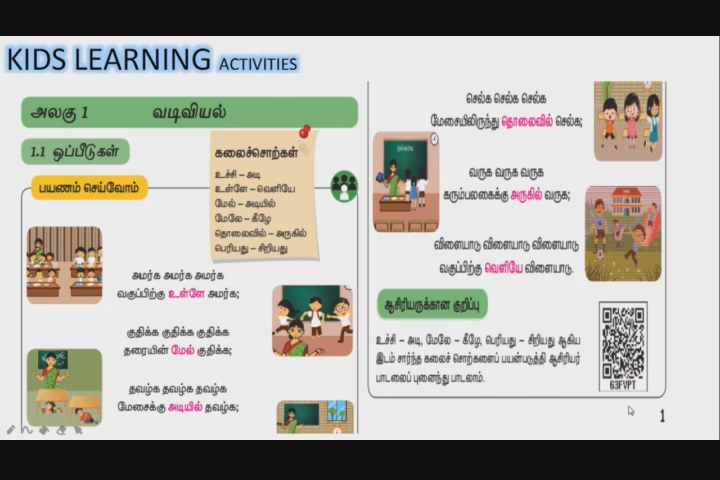 KIDS LEARNING ACTIVITIES
அலகு 1 வடிவியல்
1.1 ஒப்பீடுகள்
பயணம் செய்வோம்
கலைச்சொற்கள்
உச்சி – அடி
உள்ளே – வெளியே
மேல் – அடியில்
மேலே – கீழே
தொலைவில் – அருகில்
பெரியது – சிறியது
அமர்க அமர்க அமர்க
வகுப்பிற்கு உள்ளே அமர்க;
குதிக்க குதிக்க குதிக்க
தரையின் மேல் குதிக்க;
தவழ்க தவழ்க தவழ்க
மேசைக்கு அடியில் தவழ்க;
செல்க செல்க செல்க
மேசையிலிருந்து தொலைவில் செல்க;
வருக வருக வருக
கரும்பலகைக்கு அருகில் வருக;
விளையாடு விளையாடு விளையாடு
வகுப்பிற்கு வெளியே விளையாடு.
ஆசிரியருக்கான குறிப்பு
உச்சி – அடி, மேலே – கீழே, பெரியது – சிறியது ஆகிய
இடம் சார்ந்த கலைச் சொற்களைப் பயன்படுத்தி ஆசிரியர்
பாடலைப் புனைந்து பாடலாம்.
63FVPT
1